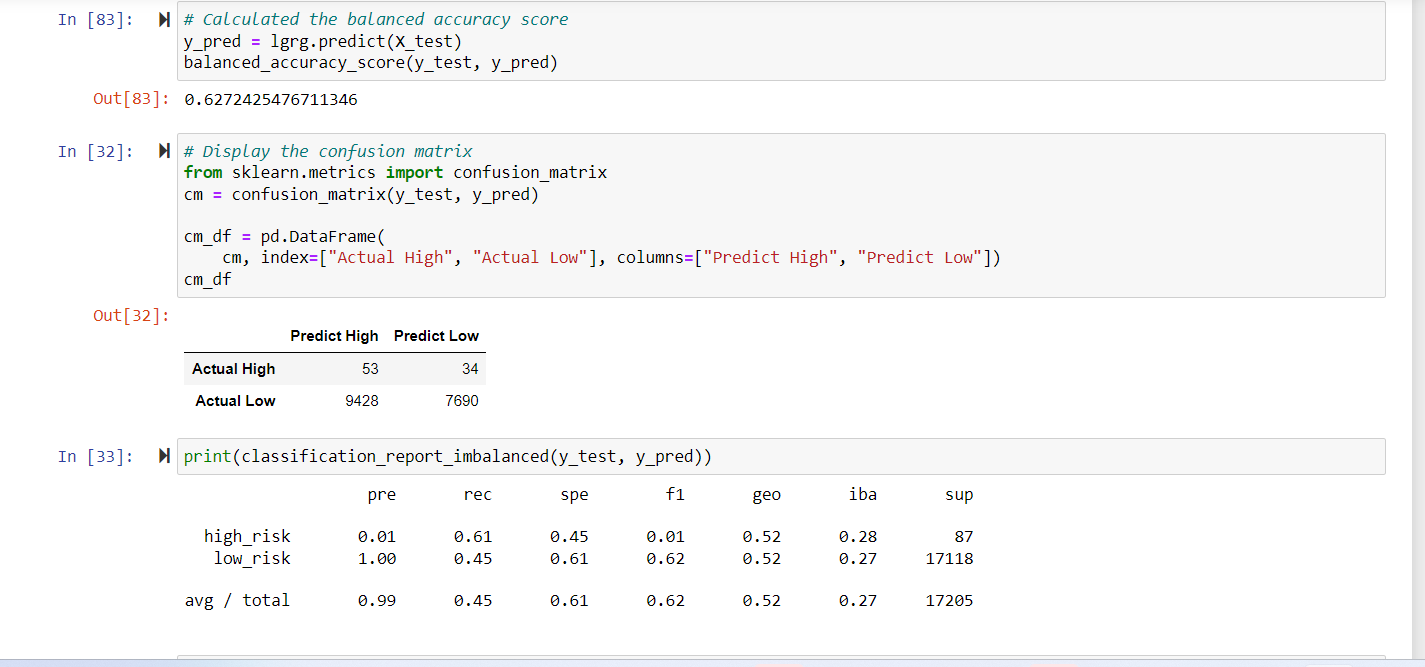 In [83]: # Calculated the balanced accuracy score
y_pred = lgrg.predict(X_test)
balanced_accuracy_score(y_test, y_pred)
Out[83]: 0.6272425476711346
In [32]: # Display the confusion matrix
from sklearn.metrics import confusion_matrix
cm = confusion_matrix(y_test, y_pred)
cm_df = pd.DataFrame(
    cm, index=["Actual High", "Actual Low"], columns=["Predict High", "Predict Low"])
cm_df
Out[32]:
Predict High Predict Low
Actual High 53 34
Actual Low 9428 7690
In [33]: print(classification_report_imbalanced(y_test, y_pred))
pre rec spe f1 geo iba sup
high_risk 0.01 0.61 0.45 0.01 0.52 0.28 87
low_risk 1.00 0.45 0.61 0.62 0.52 0.27 17118
avg / total 0.99 0.45 0.61 0.62 0.52 0.27 17205